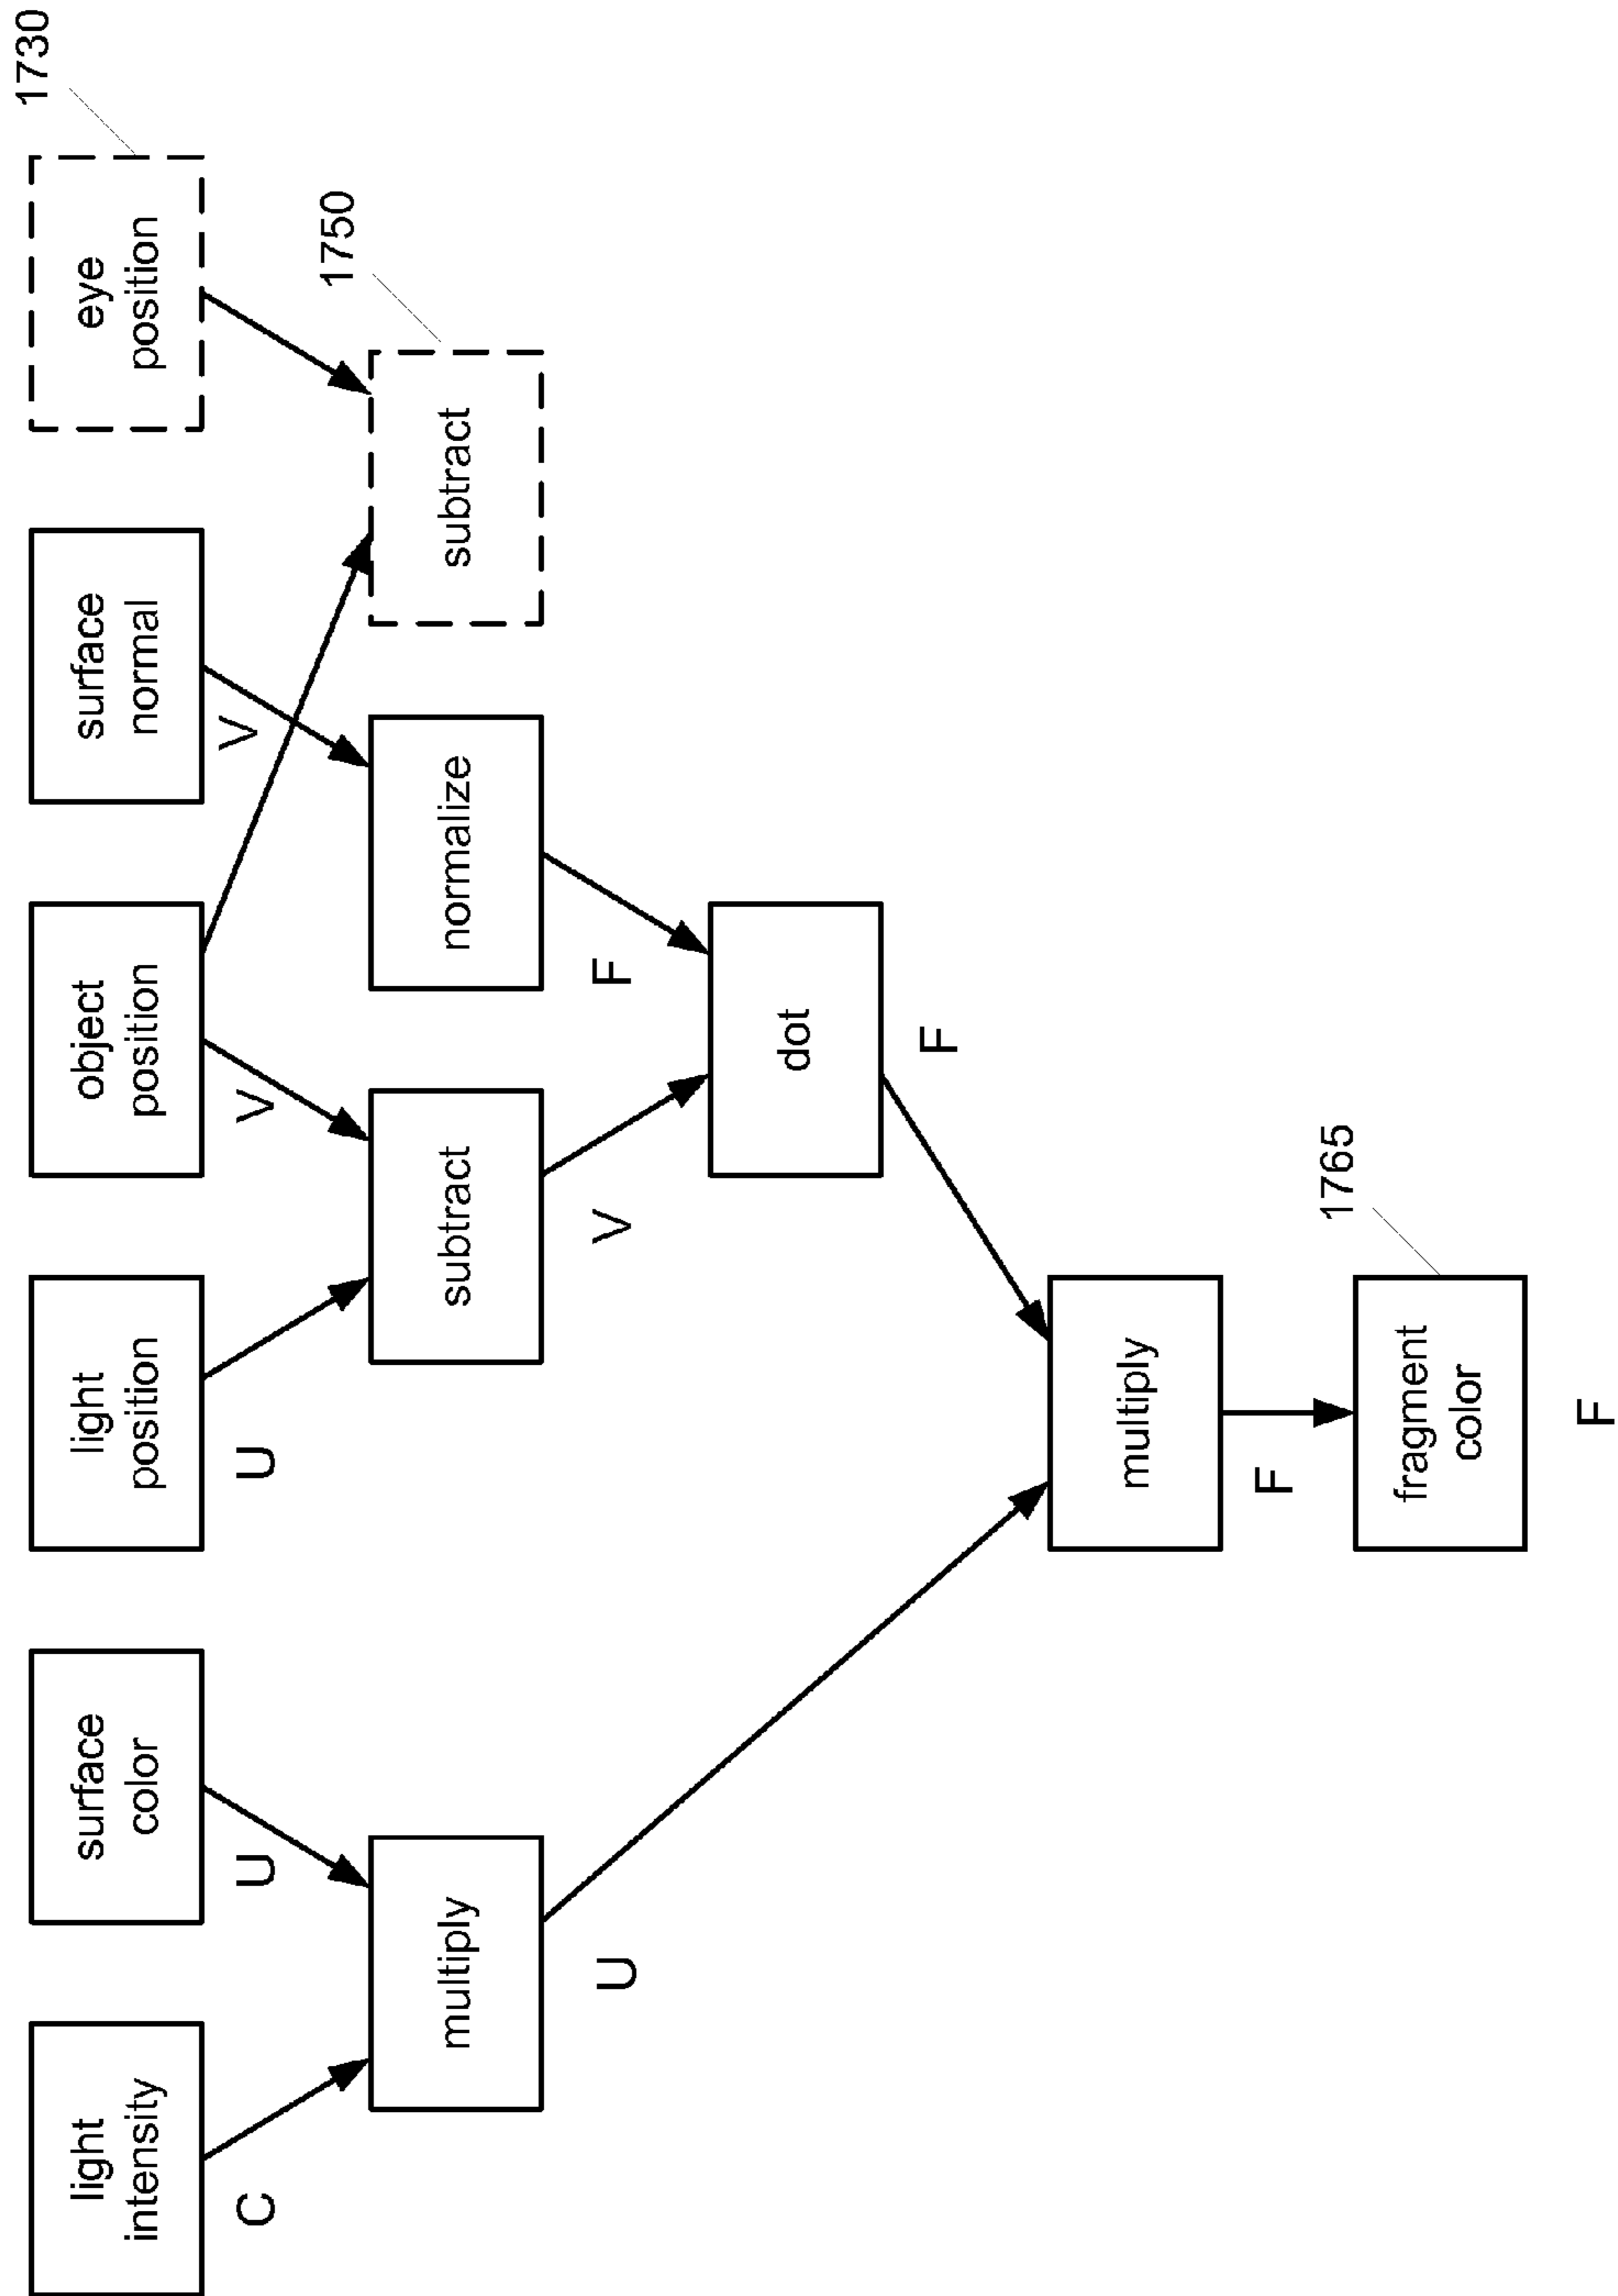 light
intensity
surface
color
light
position
object
position
surface
normal
eye
position
1730
C
U
U
V
V
multiply
subtract
normalize
subtract
1750
U
V
F
dot
F
multiply
F
fragment
color
1765
F